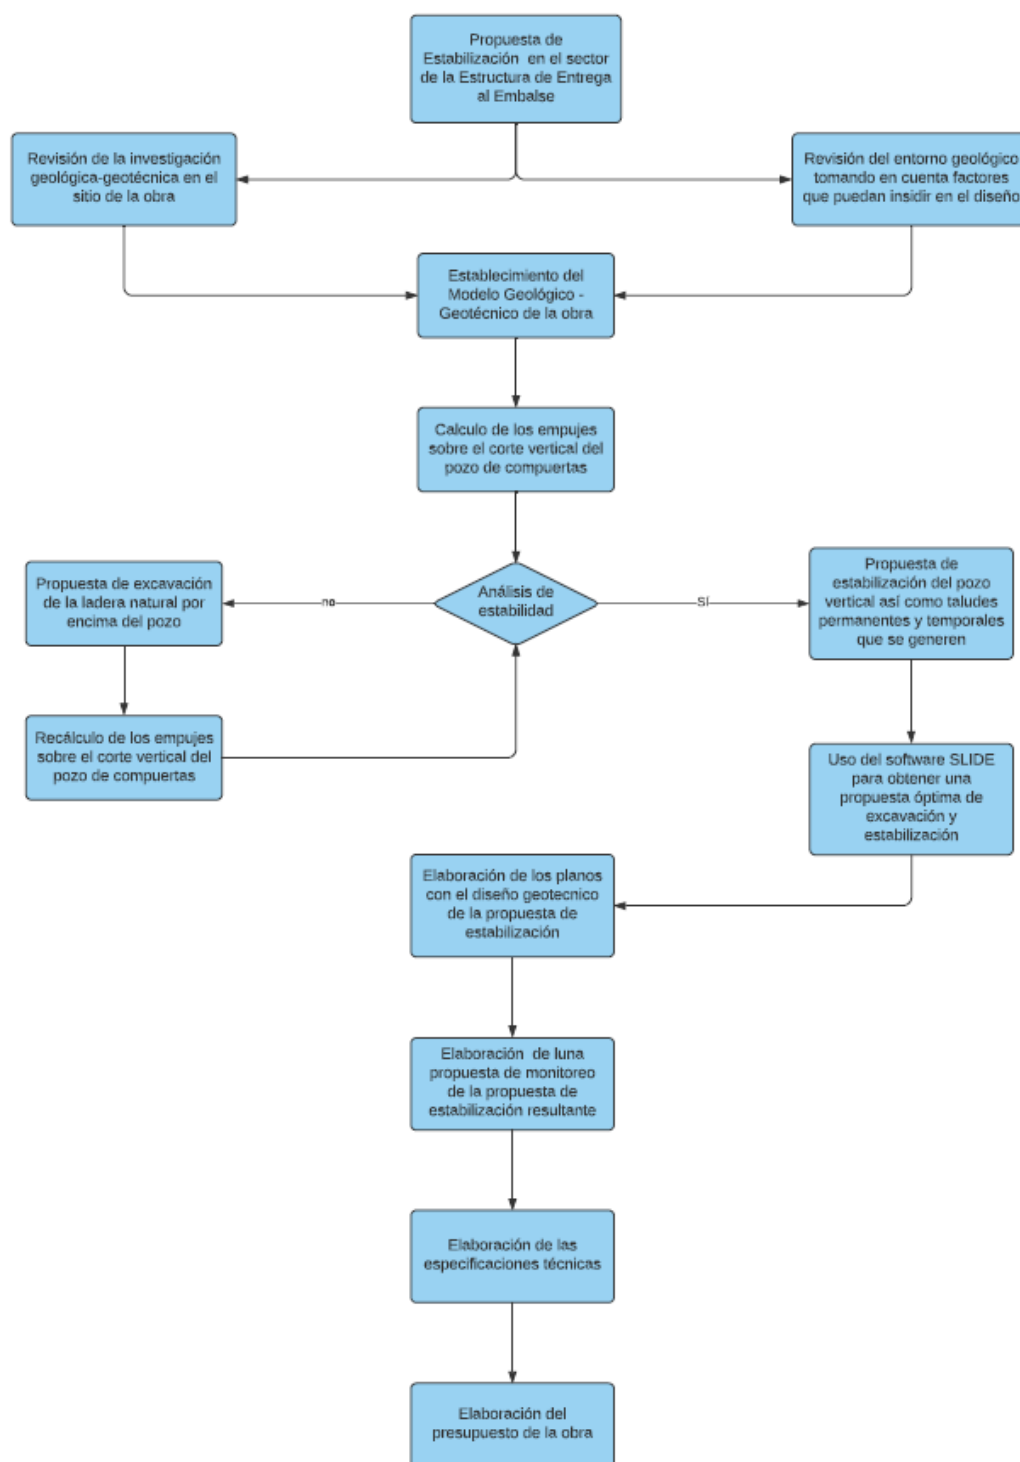 Propuesta de
Estabilización en el sector
de la Estructura de Entrega
al Embalse
Revisión de la investigación
geológica-geotécnica en el
sitio de la obra
Revisión del entorno geológico
tomando en cuenta factores
que puedan insidir en el diseño
Establecimiento del
Modelo Geológico -
Geotécnico de la obra
Calculo de los empujes
sobre el corte vertical del
pozo de compuertas
Análisis de
estabilidad
no
SÍ
Propuesta de excavación
de la ladera natural por
encima del pozo
Recálculo de los empujes
sobre el corte vertical del
pozo de compuertas
Propuesta de
estabilización del pozo
vertical así como taludes
permanentes y temporales
que se generen
Uso del software SLIDE
para obtener una
propuesta óptima de
excavación y
estabilización
Elaboración de los planos
con el diseño geotecnico
de la propuesta de
estabilización
Elaboración de luna
propuesta de monitoreo
de la propuesta de
estabilización resultante
Elaboración de las
especificaciones técnicas
Elaboración del
presupuesto de la obra